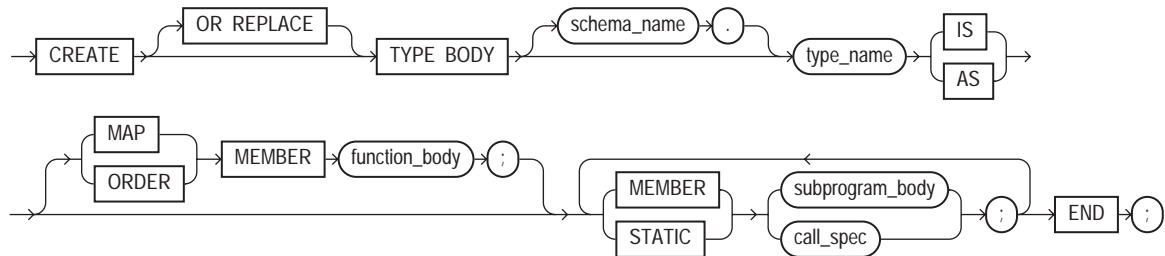 OR REPLACE schema_name .
CREATE TYPE BODY type_name IS
AS
MAP
MEMBER function_body ; MEMBER subprogram_body
ORDER STATIC call_spec ; END ;